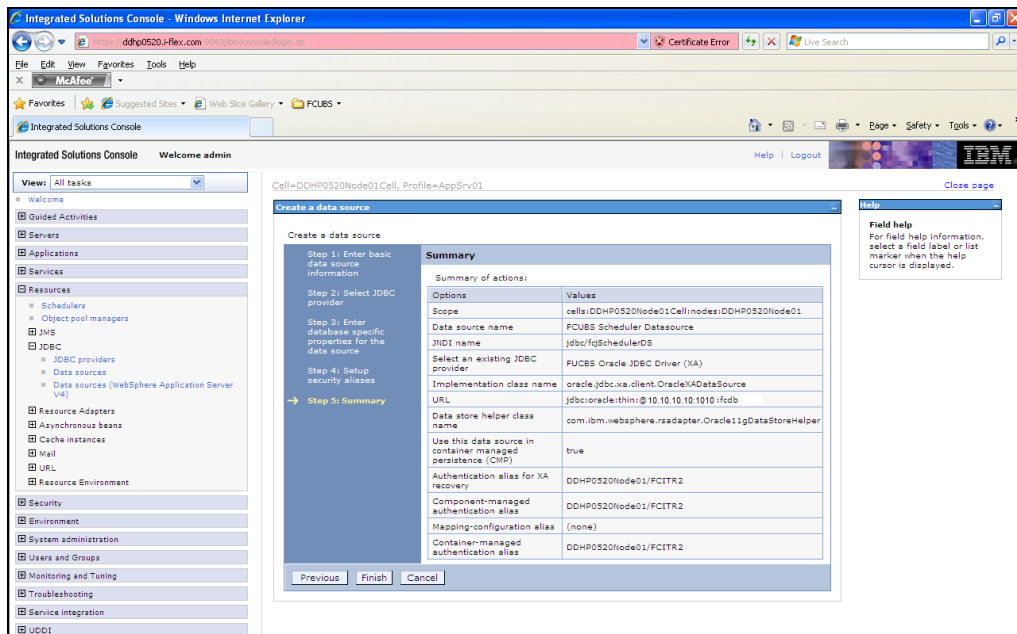 Integrated Solutions Console - Windows Internet Explorer
https://ddhp0520.i-flex.com:9043/ibm/console/login.do
Certificate Error
Live Search
File Edit View Favorites Tools Help
McAfee
Favorites Suggested Sites Web Slice Gallery FCUBS
Integrated Solutions Console
Page Safety Tools
Integrated Solutions Console Welcome admin
Help | Logout
IBM
View: All tasks
Welcome
Guided Activities
Servers
Applications
Services
Resources
Schedulers
Object pool managers
JMS
JDBC
JDBC providers
Data sources
Data sources (WebSphere Application Server
V4)
Resource Adapters
Asynchronous beans
Cache instances
Mail
URL
Resource Environment
Security
Environment
System administration
Users and Groups
Monitoring and Tuning
Troubleshooting
Service integration
UDDI
Cell=DDHP0520Node01Cell, Profile=AppSrv01
Close page
Create a data source
Create a data source
Step 1: Enter basic
data source
information
Step 2: Select JDBC
provider
Step 3: Enter
database specific
properties for the
data source
Step 4: Setup
security aliases
Step 5: Summary
Summary
Summary of actions:
Options Values
Scope cells:DDHP0520Node01Cell:nodes:DDHP0520Node01
Data source name FCUBS Scheduler Datasource
JNDI name jdbc/fcjSchedulerDS
Select an existing JDBC
provider FUCBS Oracle JDBC Driver (XA)
Implementation class name oracle.jdbc.xa.client.OracleXADataSource
URL jdbc:oracle:thin:@10.10.10.10:1010:fcdb
Data store helper class
name com.ibm.websphere.rsadapter.Oracle11gDataStoreHelper
Use this data source in
container managed
persistence (CMP) true
Authentication alias for XA
recovery DDHP0520Node01/FCITR2
Component-managed
authentication alias DDHP0520Node01/FCITR2
Mapping-configuration alias (none)
Container-managed
authentication alias DDHP0520Node01/FCITR2
Previous Finish Cancel
Help
Field help
For field help information,
select a field label or list
marker when the help
cursor is displayed.